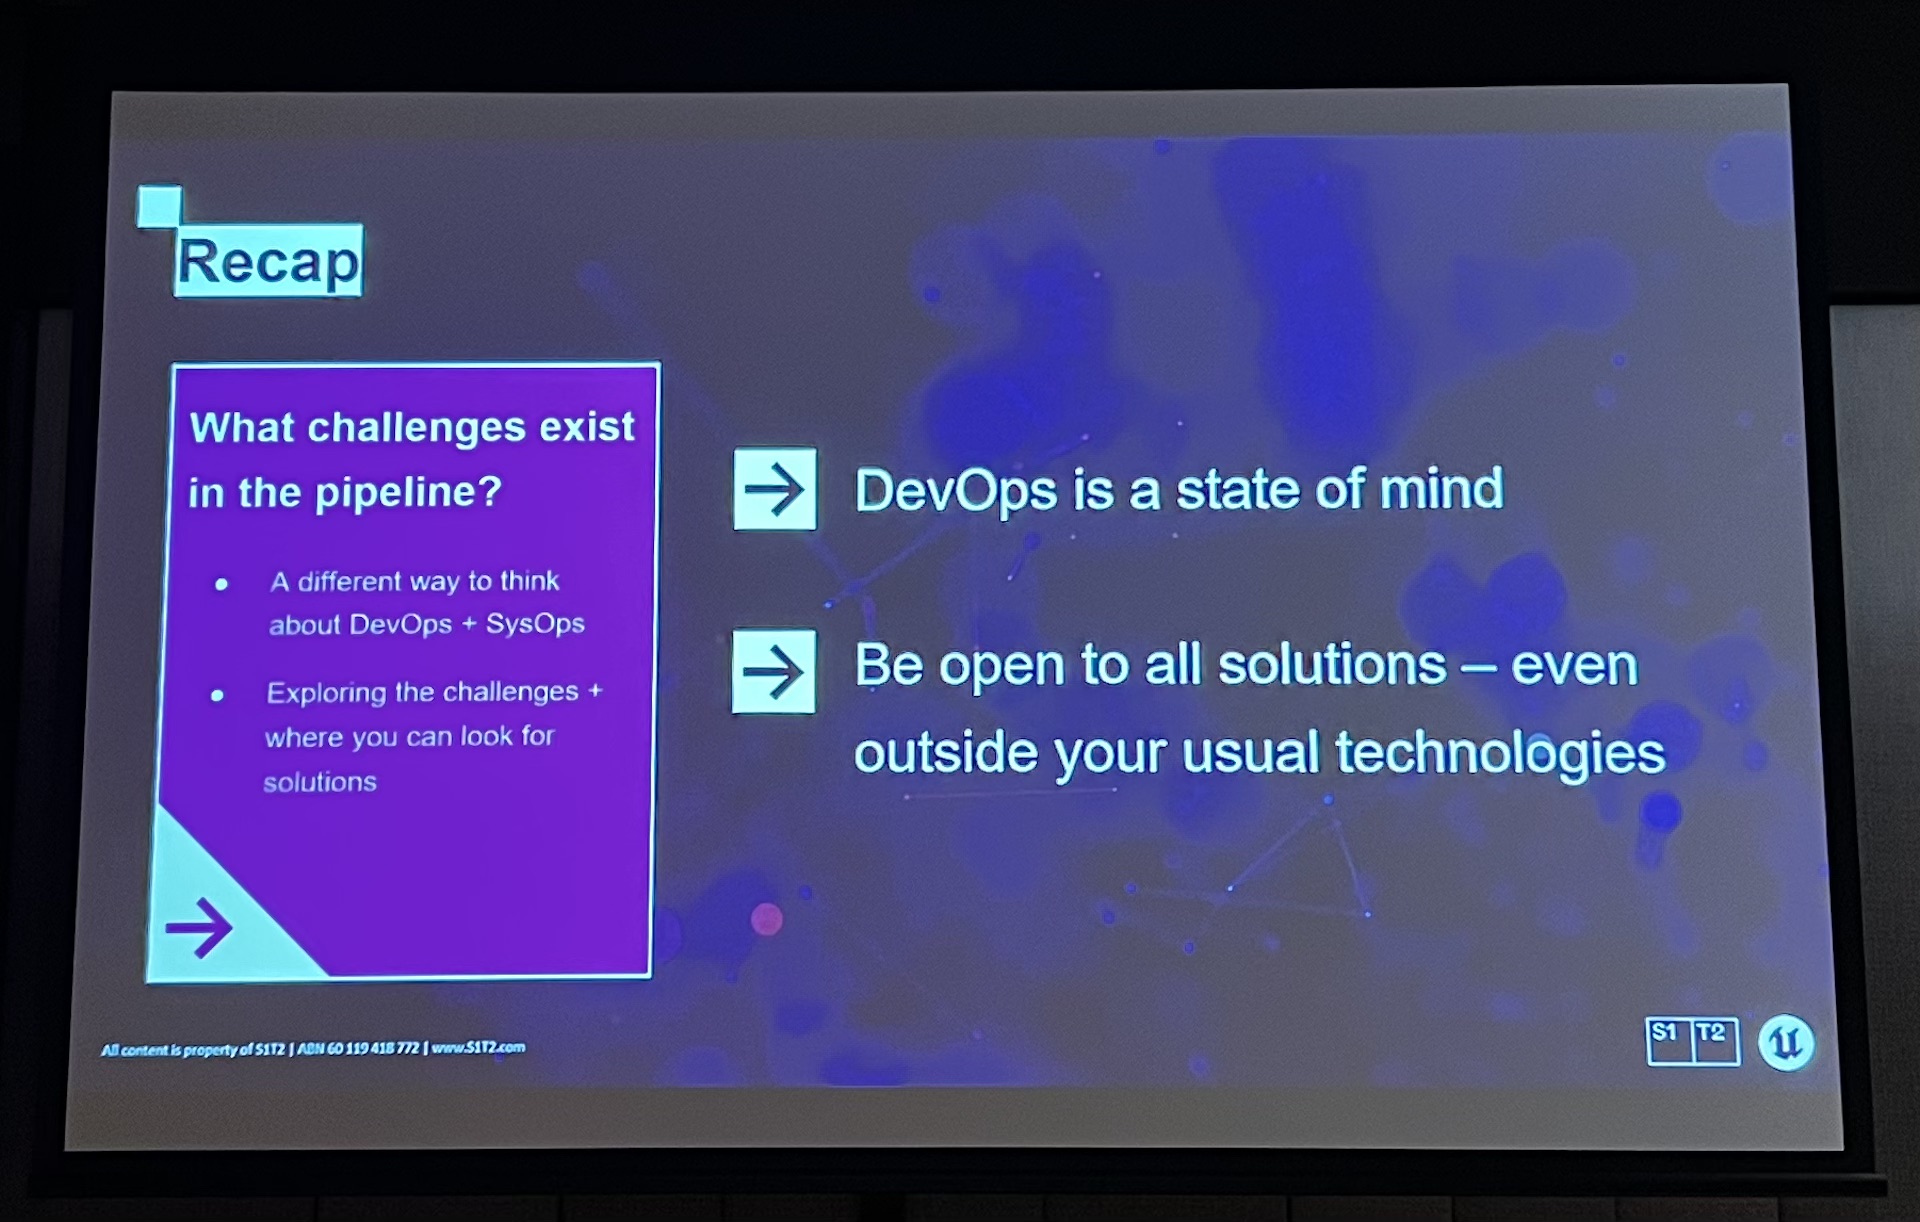 Recap
What challenges exist
in the pipeline?
• A different way to think
about DevOps + SysOps
• Exploring the challenges +
where you can look for
solutions
→ DevOps is a state of mind
→ Be open to all solutions – even
outside your usual technologies
All content is property of S1T2 | ABN 60 119 418 772 | www.S1T2.com
S1 T2